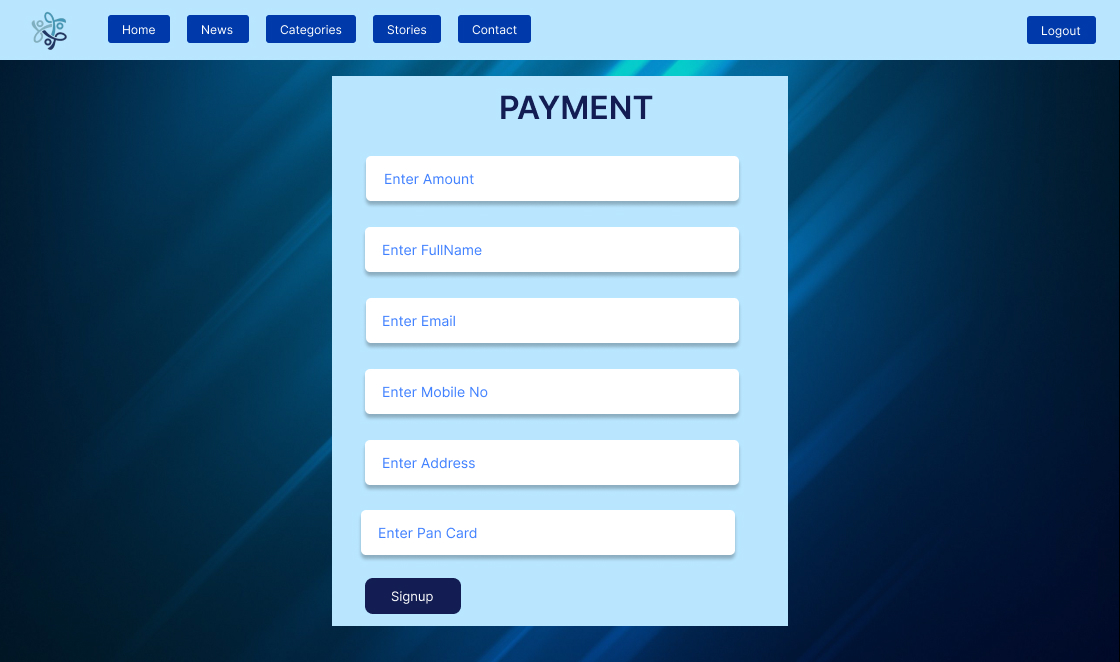 Home News Categories Stories Contact Logout
PAYMENT
Enter Amount
Enter FullName
Enter Email
Enter Mobile No
Enter Address
Enter Pan Card
Signup